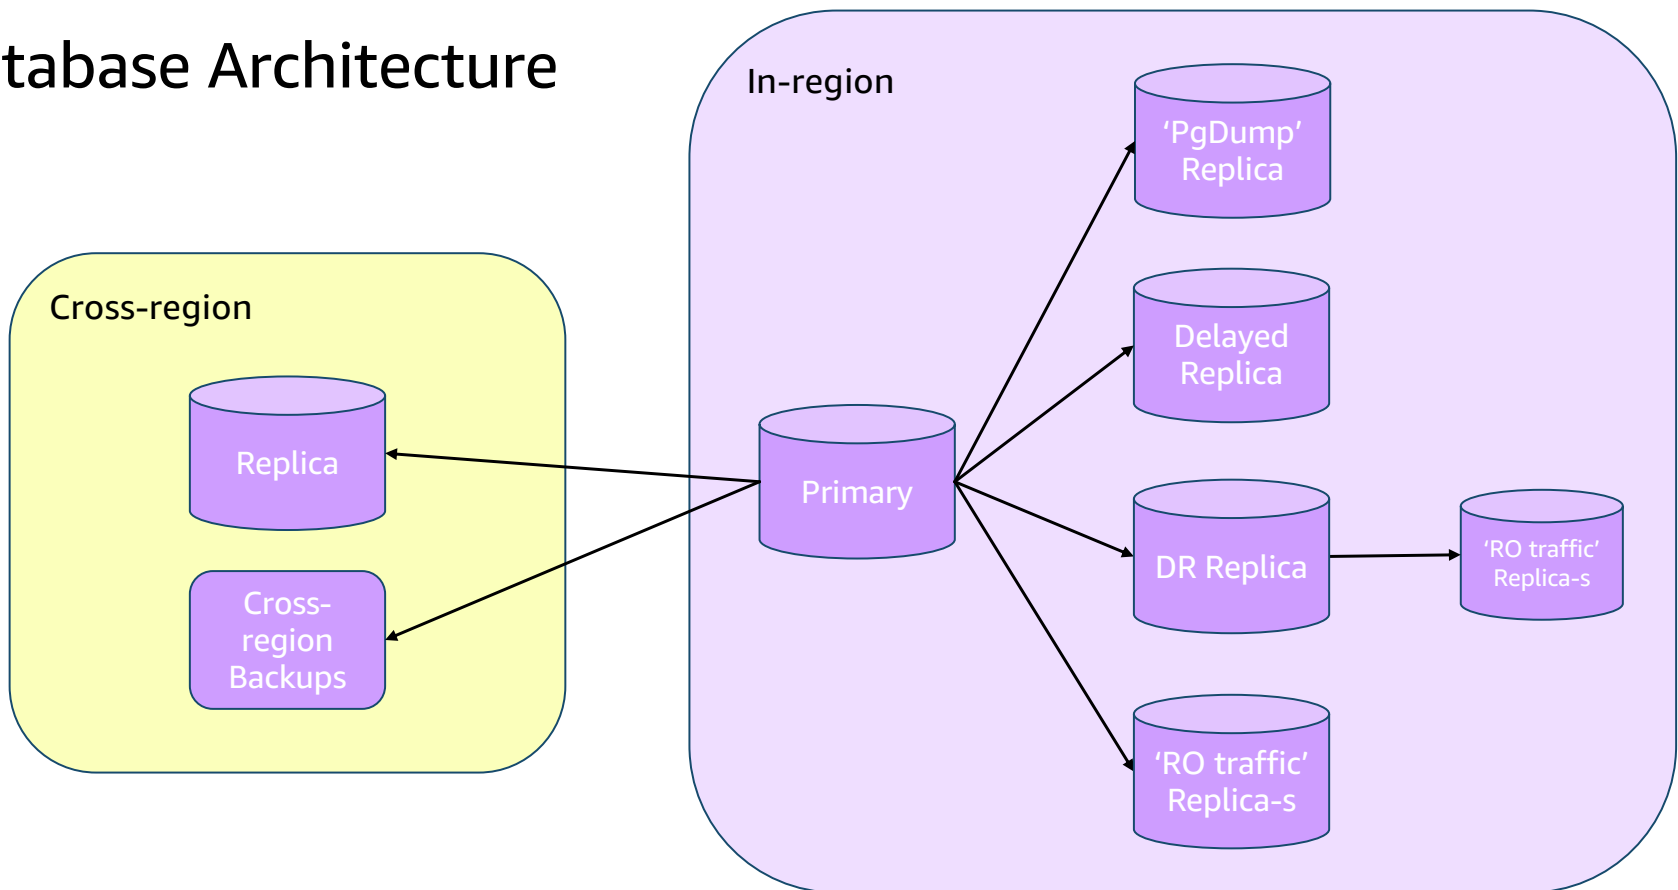 tabase Architecture
In-region
'PgDump'
Replica
Cross-region
Delayed
Replica
Replica
Primary
DR Replica
'RO traffic'
Replica-s
Cross-
region
Backups
'RO traffic'
Replica-s